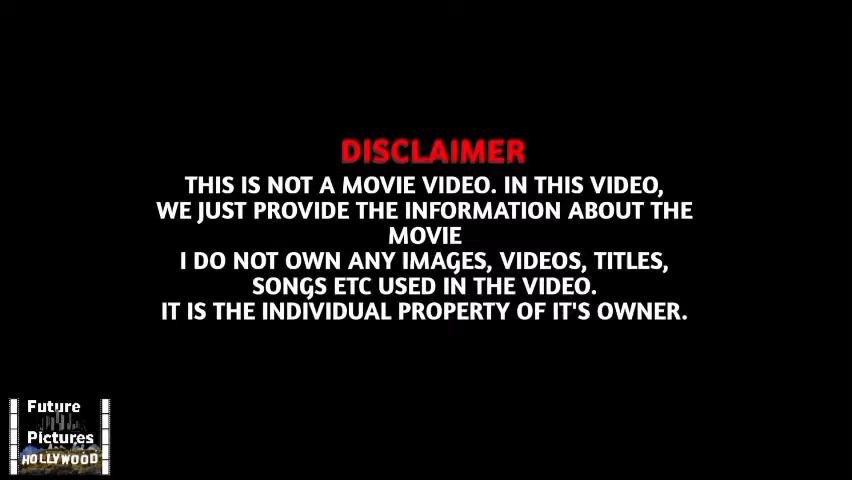 DISCLAIMER
THIS IS NOT A MOVIE VIDEO. IN THIS VIDEO,
WE JUST PROVIDE THE INFORMATION ABOUT THE
MOVIE
I DO NOT OWN ANY IMAGES, VIDEOS, TITLES,
SONGS ETC USED IN THE VIDEO.
IT IS THE INDIVIDUAL PROPERTY OF IT'S OWNER.
Future
Pictures
HOLLYWOOD